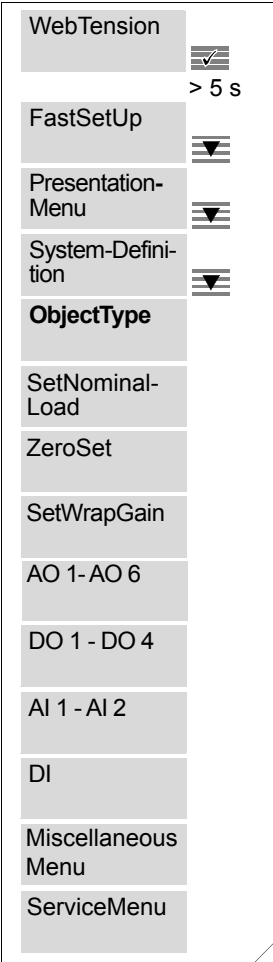 WebTension
> 5 s
FastSetUp
Presentation-
Menu
System-Defini-
tion
ObjectType
SetNominal-
Load
ZeroSet
SetWrapGain
AO 1- AO 6
DO 1 - DO 4
AI 1 - AI 2
DI
Miscellaneous
Menu
ServiceMenu